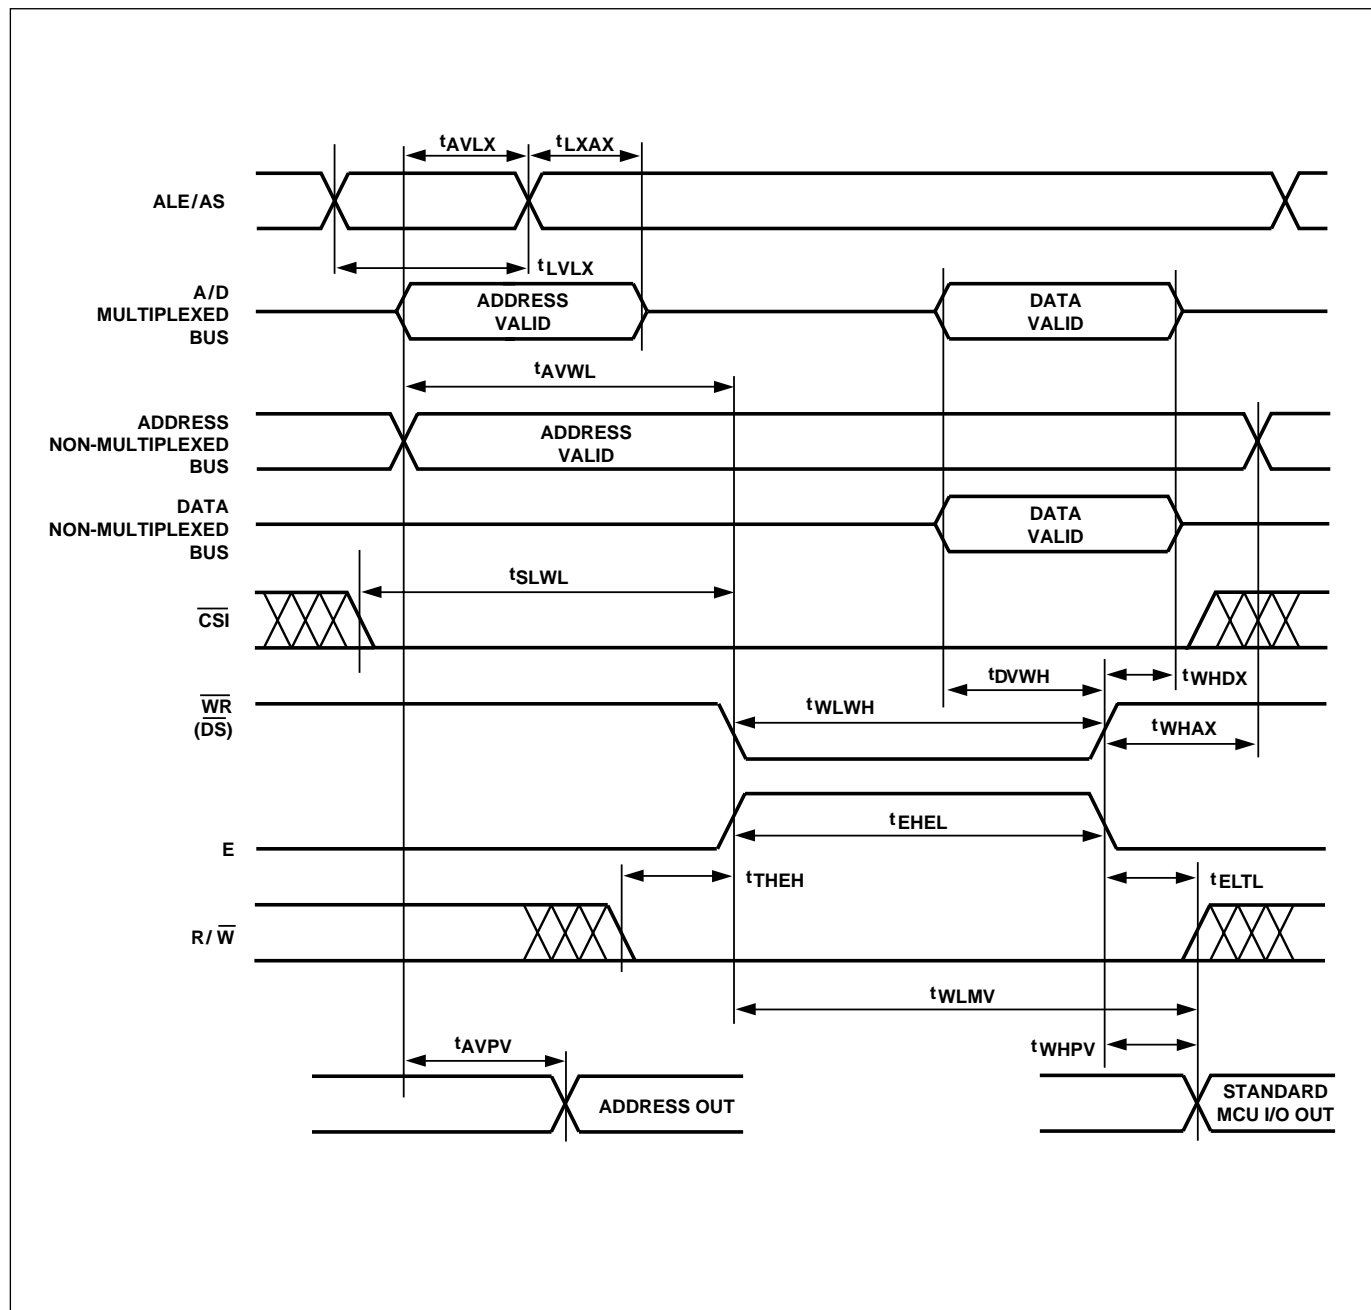 tAVLX tLXAX
ALE/AS
tLVLX
A/D
MULTIPLEXED
BUS
ADDRESS
VALID
DATA
VALID
tAVWL
ADDRESS
NON-MULTIPLEXED
BUS
ADDRESS
VALID
DATA
NON-MULTIPLEXED
BUS
DATA
VALID
tSLWL
CSI
tDVWH tWHDX
WR
(DS)
tWLWH
tWHAX
tEHEL
E
tTHEH tELTL
R/ W
tWLMV
tAVPV tWHPV
ADDRESS OUT
STANDARD
MCU I/O OUT